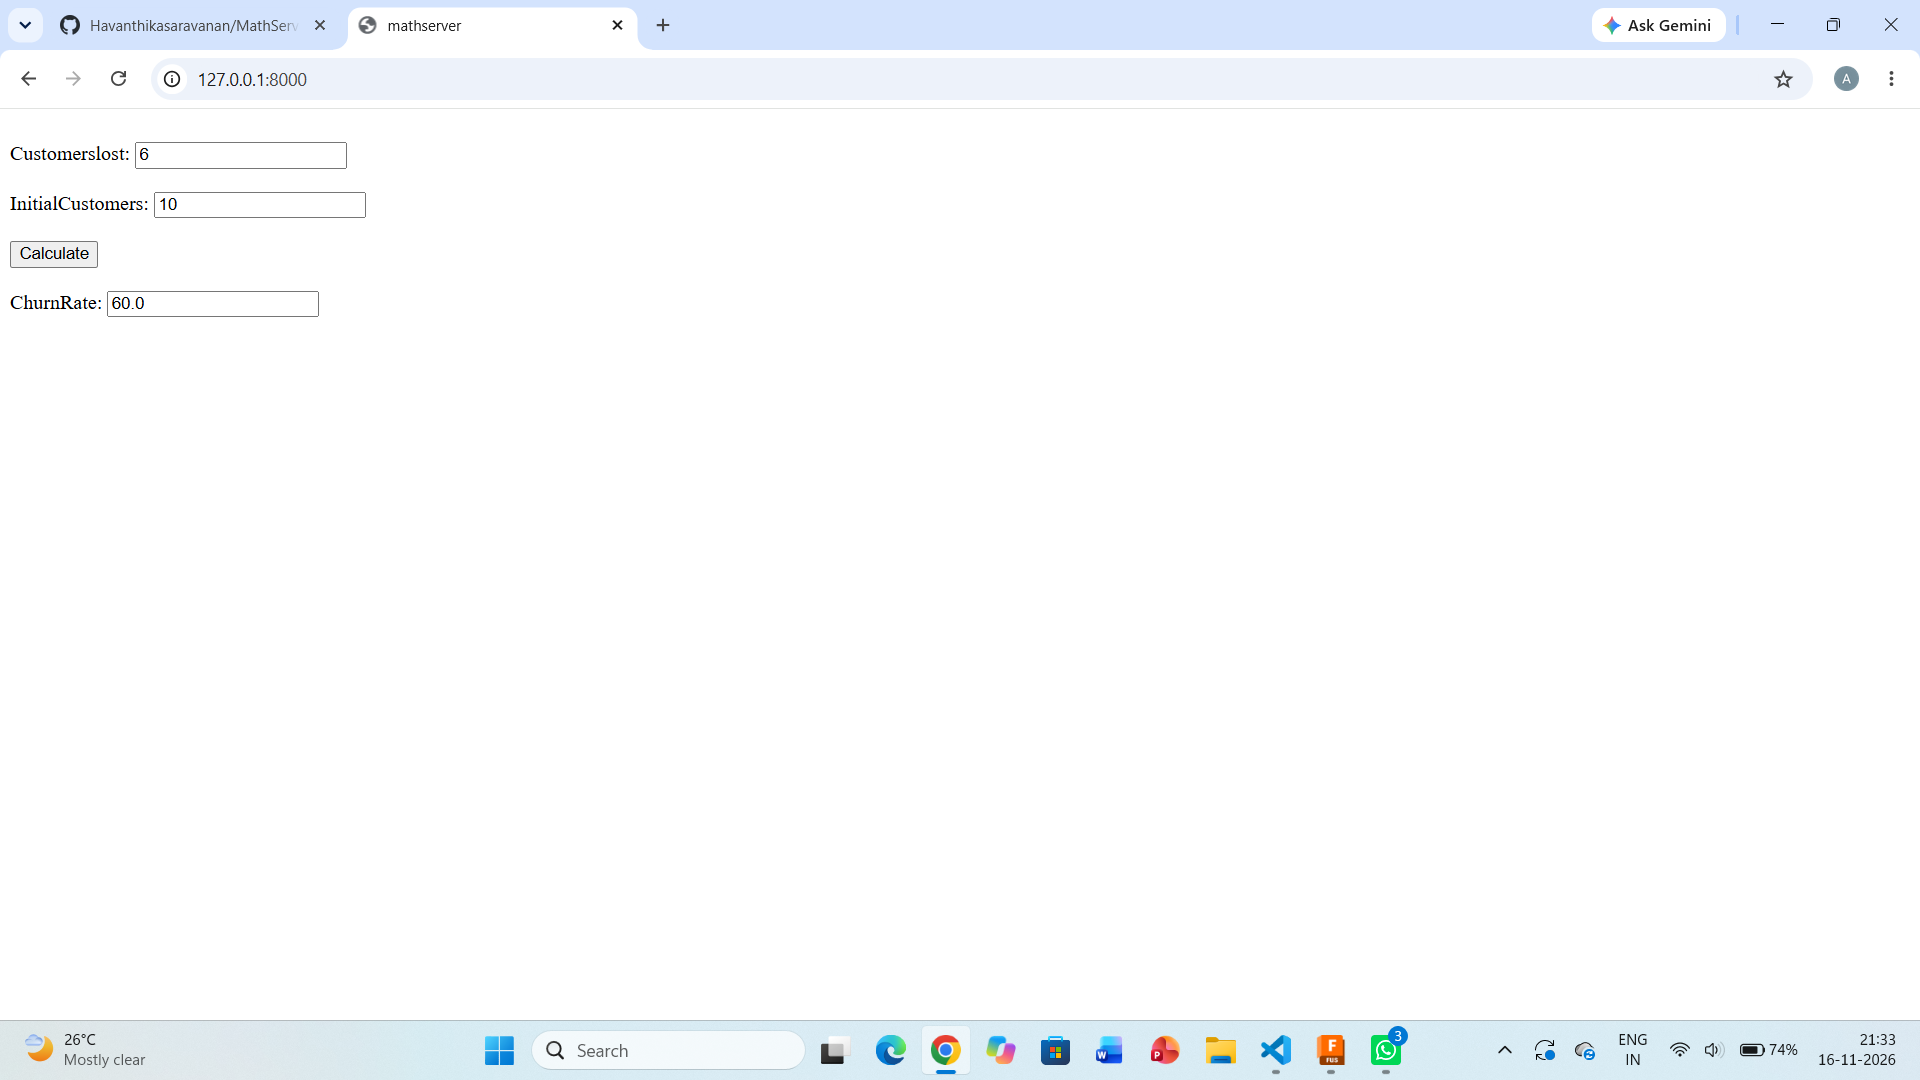 Havanthikasaravanan/MathServ
mathserver
Ask Gemini
127.0.0.1:8000
A
Customerslost: 6
InitialCustomers: 10
Calculate
ChurnRate: 60.0
26°C
Mostly clear
Search
W
P
F
FUS
3
ENG
IN
74%
21:33
16-11-2026